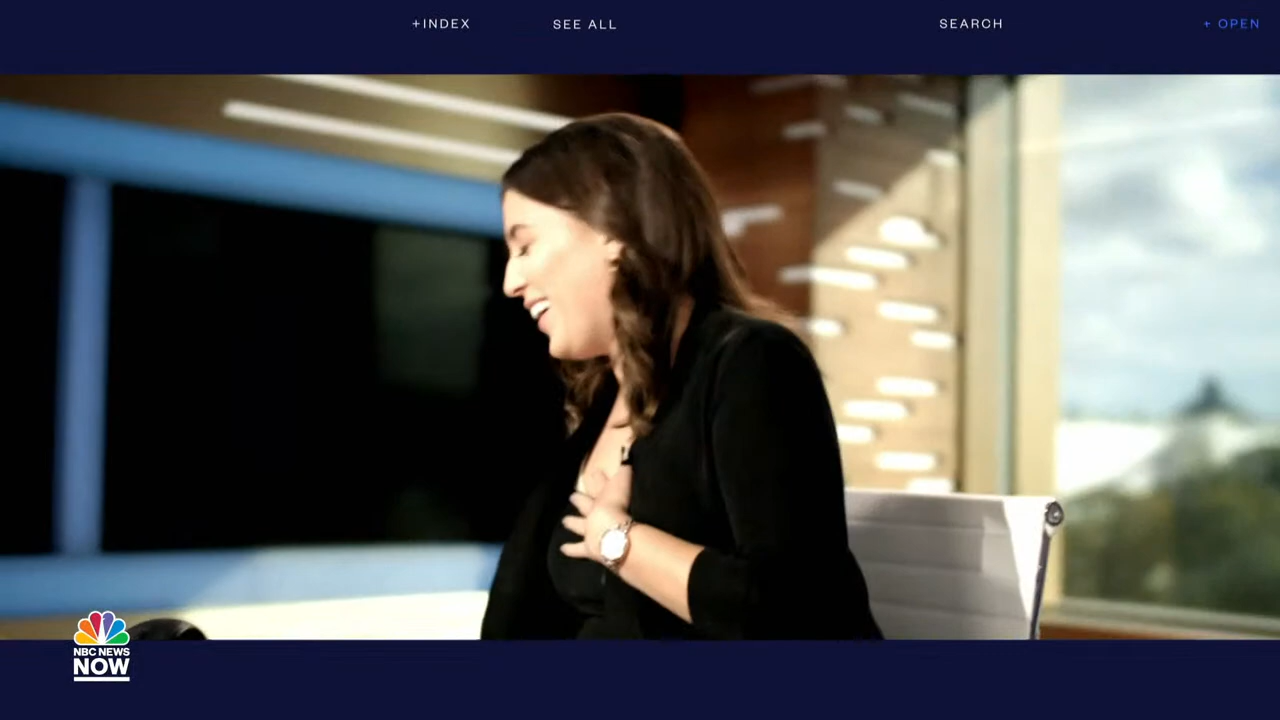 +INDEX
SEE ALL
SEARCH
+ OPEN
NBC NEWS
NOW